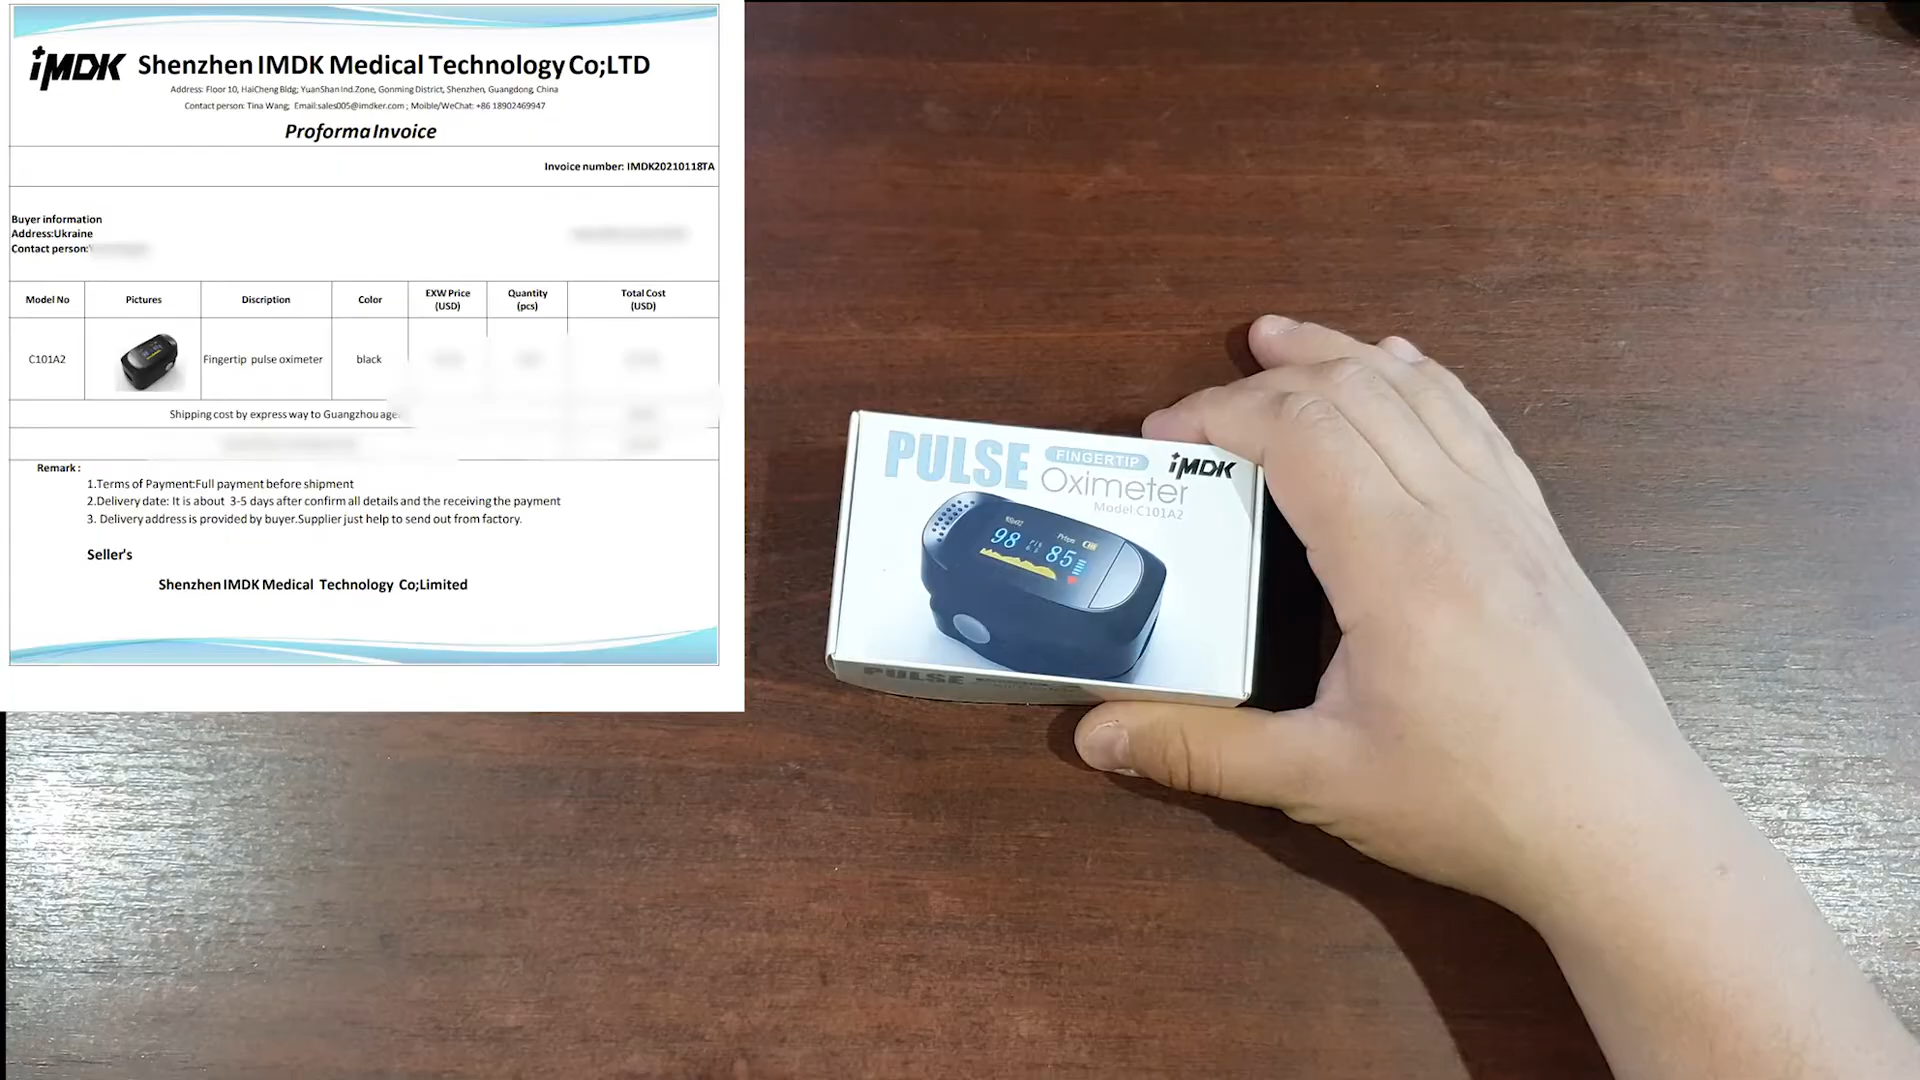 iMDK Shenzhen IMDK Medical Technology Co;LTD
Address: Floor 10, HaiCheng Bldg; YuanShan Ind.Zone, Gonming District, Shenzhen, Guangdong, China
Contact person: Tina Wang; Email:sales005@imdker.com ; Moible/WeChat: +86 18902469947
Proforma Invoice
Invoice number: IMDK20210118TA
Buyer information
Address:Ukraine
Contact person:
Model No Pictures Discription Color EXW Price (USD) Quantity (pcs) Total Cost (USD)
C101A2 Fingertip pulse oximeter black
Shipping cost by express way to Guangzhou age
Remark :
1.Terms of Payment:Full payment before shipment
2.Delivery date: It is about 3-5 days after confirm all details and the receiving the payment
3. Delivery address is provided by buyer.Supplier just help to send out from factory.
Seller's
Shenzhen IMDK Medical Technology Co;Limited
PULSE FINGERTIP iMDK
Oximeter
Model:C101A2
%SpO2 PRbpm
98 85
PULSE